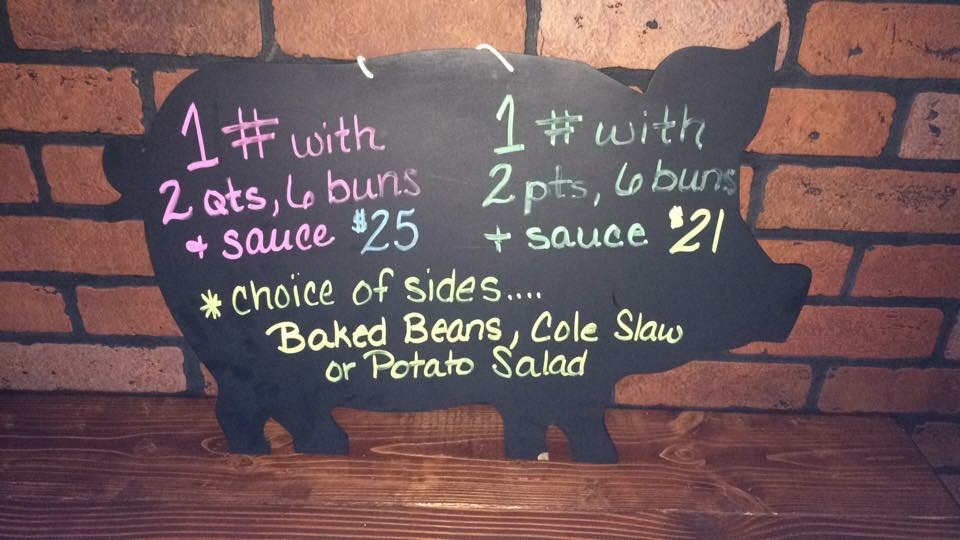 1 # with
2 qts, 6 buns
+ sauce $25
1 # with
2 pts, 6 buns
+ sauce $21
* choice of sides....
Baked Beans, Cole Slaw
or Potato Salad